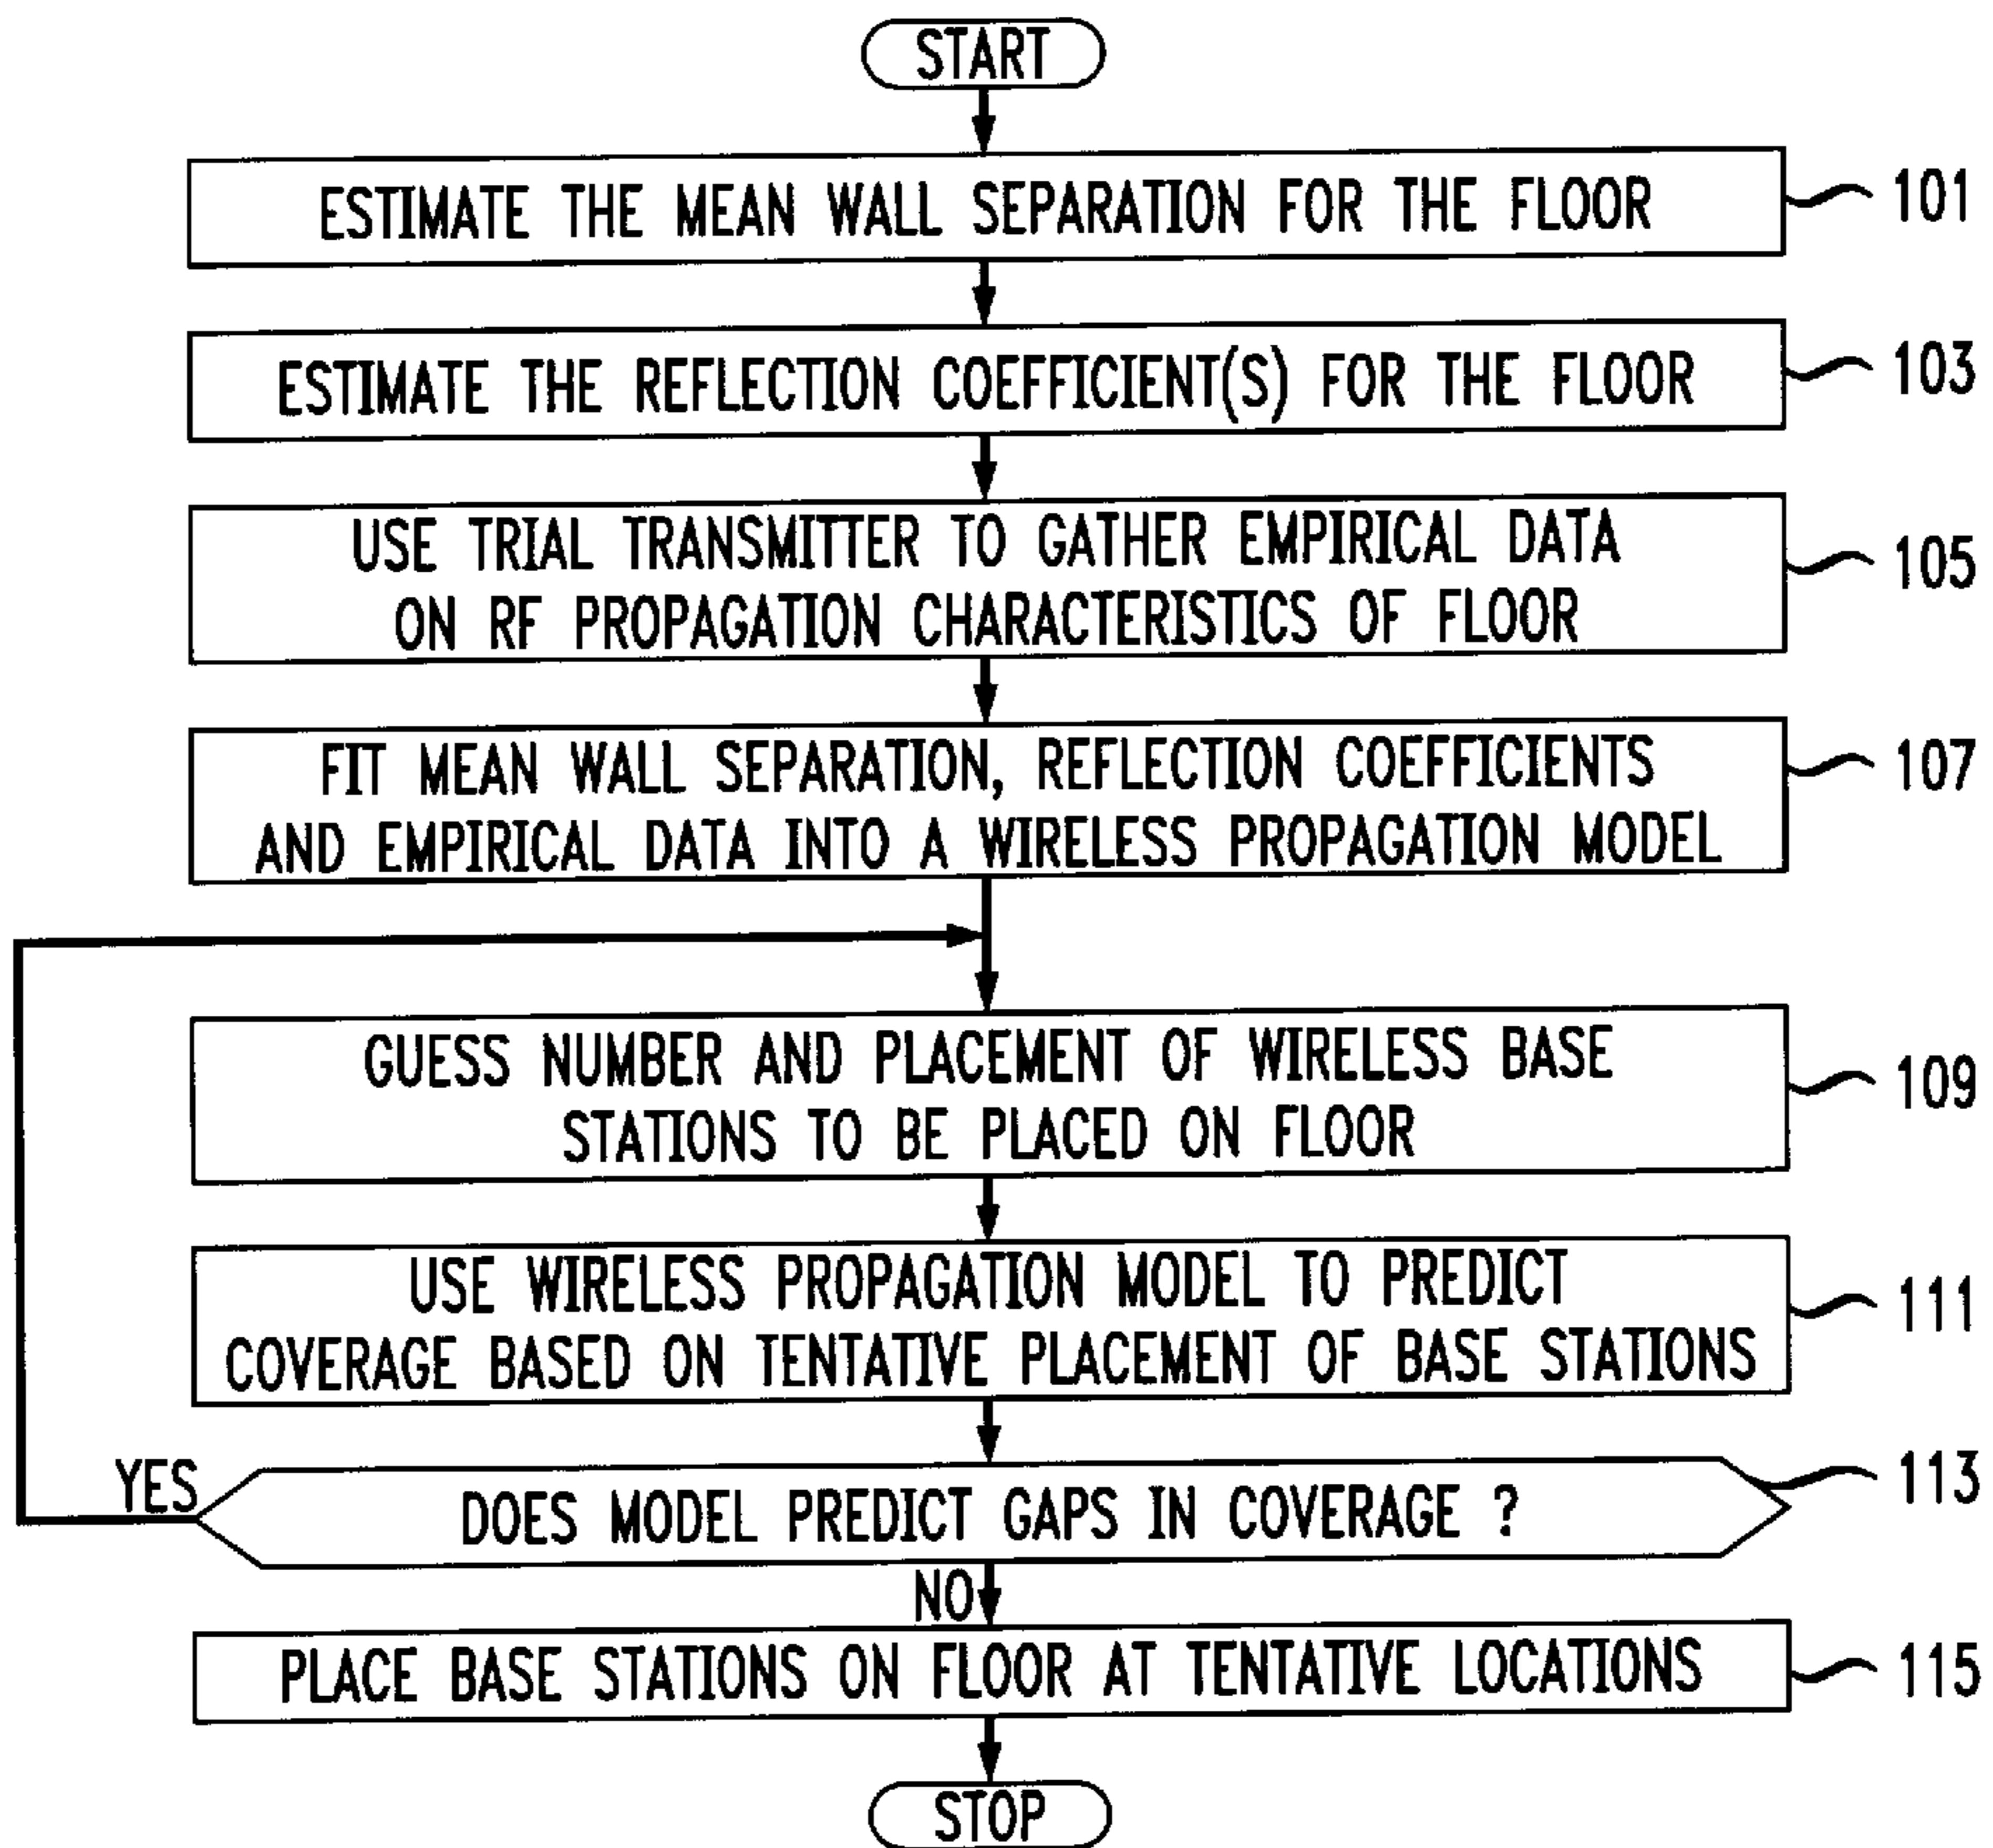 START
ESTIMATE THE MEAN WALL SEPARATION FOR THE FLOOR
101
ESTIMATE THE REFLECTION COEFFICIENT(S) FOR THE FLOOR
103
USE TRIAL TRANSMITTER TO GATHER EMPIRICAL DATA
ON RF PROPAGATION CHARACTERISTICS OF FLOOR
105
FIT MEAN WALL SEPARATION, REFLECTION COEFFICIENTS
AND EMPIRICAL DATA INTO A WIRELESS PROPAGATION MODEL
107
GUESS NUMBER AND PLACEMENT OF WIRELESS BASE
STATIONS TO BE PLACED ON FLOOR
109
USE WIRELESS PROPAGATION MODEL TO PREDICT
COVERAGE BASED ON TENTATIVE PLACEMENT OF BASE STATIONS
111
YES
DOES MODEL PREDICT GAPS IN COVERAGE ?
113
NO
PLACE BASE STATIONS ON FLOOR AT TENTATIVE LOCATIONS
115
STOP